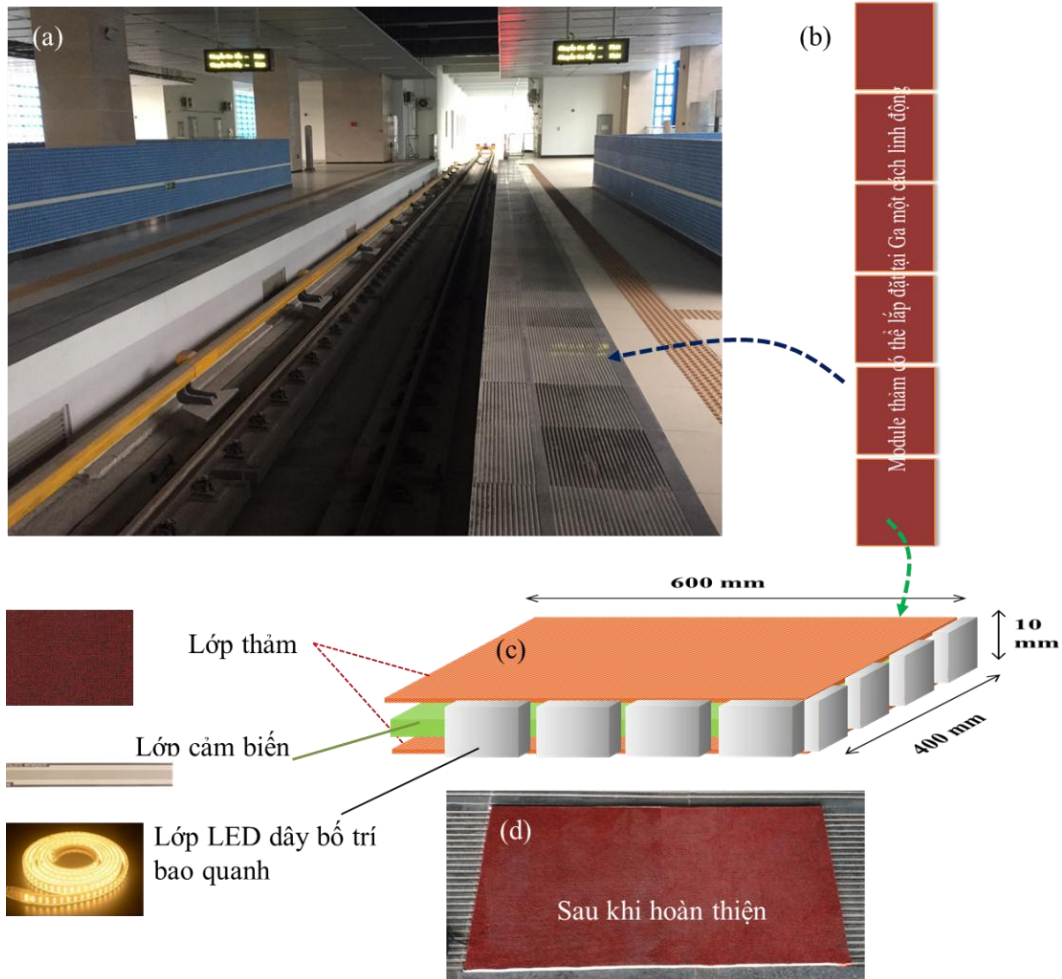 (a)
(b)
Module thảm có thể lắp đặt tại Ga một cách linh động
600 mm
10
mm
400 mm
Lớp thảm
(c)
Lớp cảm biến
Lớp LED dây bố trí
bao quanh
(d)
Sau khi hoàn thiện